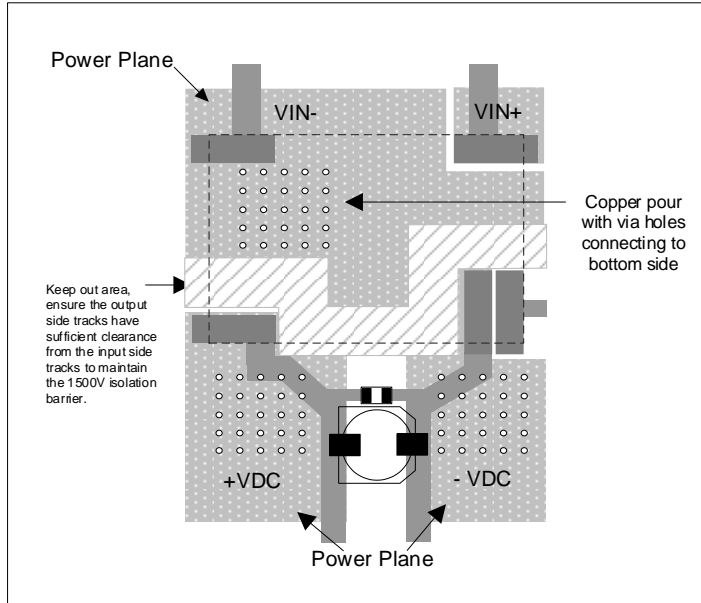 Power Plane
VIN-
VIN+
Copper pour
with via holes
connecting to
bottom side
Keep out area,
ensure the output
side tracks have
sufficient clearance
from the input side
tracks to maintain
the 1500V isolation
barrier.
+VDC
- VDC
Power Plane